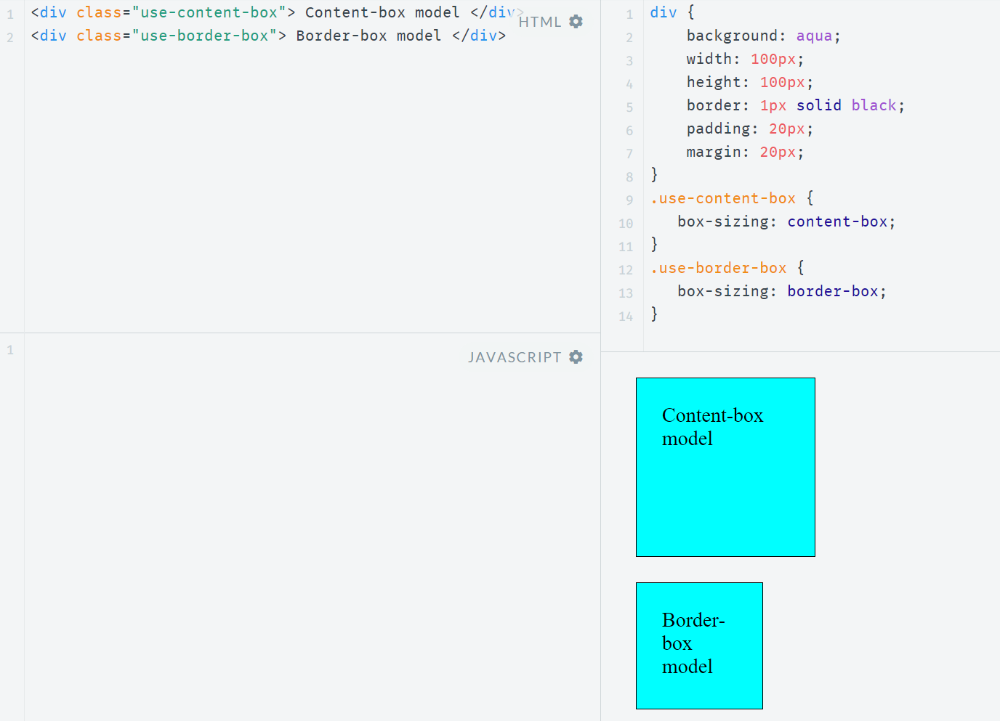 1 <div class="use-content-box"> Content-box model </div>
2 <div class="use-border-box"> Border-box model </div>
HTML
1
JAVASCRIPT
1 div {
2 background: aqua;
3 width: 100px;
4 height: 100px;
5 border: 1px solid black;
6 padding: 20px;
7 margin: 20px;
8 }
9 .use-content-box {
10 box-sizing: content-box;
11 }
12 .use-border-box {
13 box-sizing: border-box;
14 }
Content-box
model
Border-
box
model